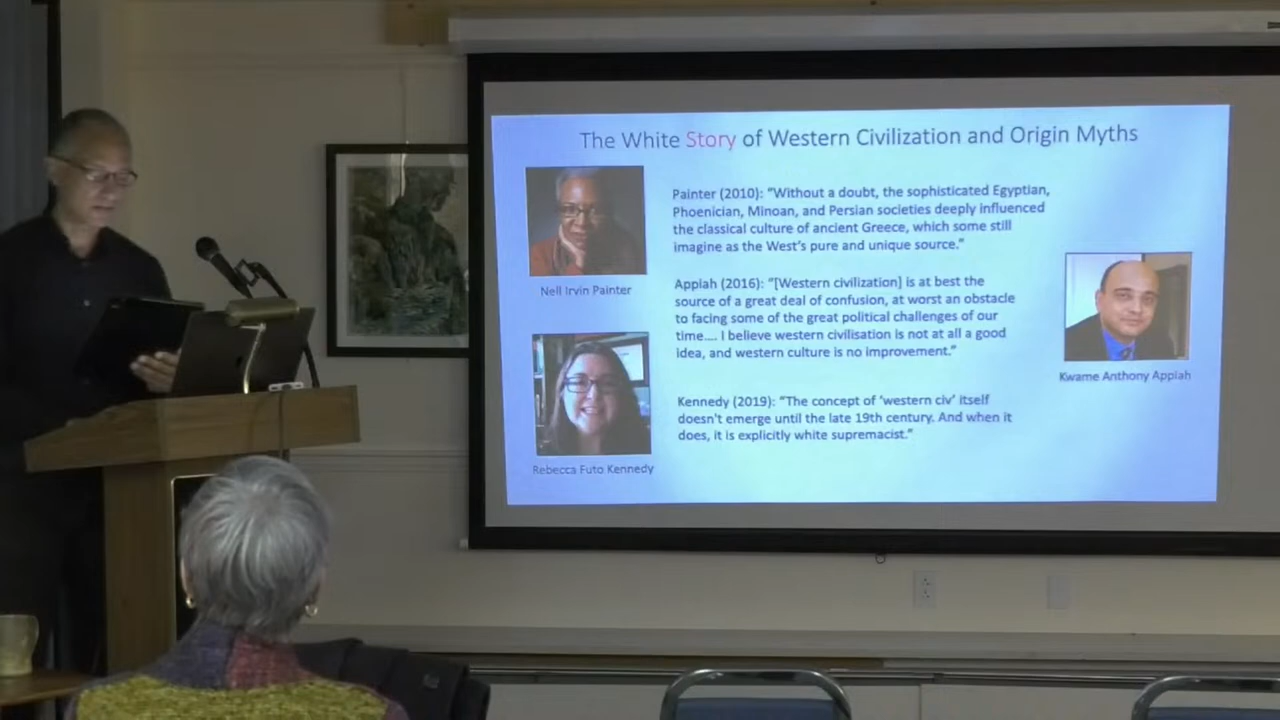 The White Story of Western Civilization and Origin Myths
Painter (2010): “Without a doubt, the sophisticated Egyptian,
Phoenician, Minoan, and Persian societies deeply influenced
the classical culture of ancient Greece, which some still
imagine as the West’s pure and unique source.”
Nell Irvin Painter
Appiah (2016): “[Western civilization] is at best the
source of a great deal of confusion, at worst an obstacle
to facing some of the great political challenges of our
time.... I believe western civilisation is not at all a good
idea, and western culture is no improvement.”
Kwame Anthony Appiah
Kennedy (2019): “The concept of ‘western civ’ itself
doesn't emerge until the late 19th century. And when it
does, it is explicitly white supremacist.”
Rebecca Futo Kennedy